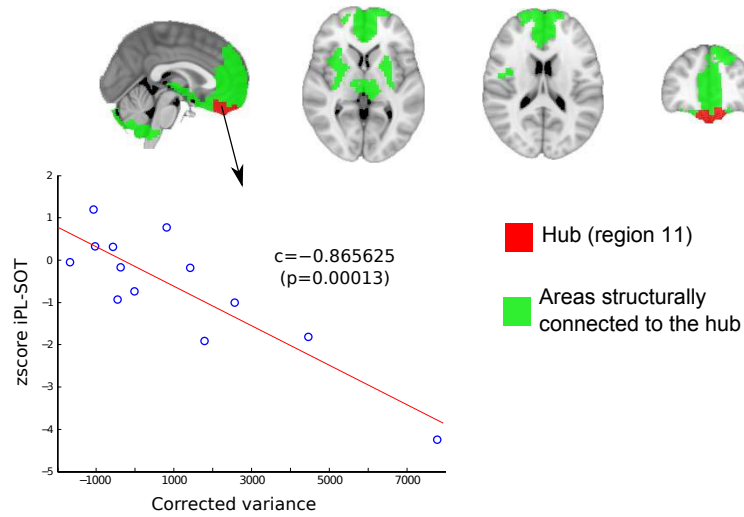 2
1
0
−1
−2
−3
−4
−5
zscore iPL-SOT
c=−0.865625
(p=0.00013)
Hub (region 11)
Areas structurally
connected to the hub
−1000 1000 3000 5000 7000
Corrected variance